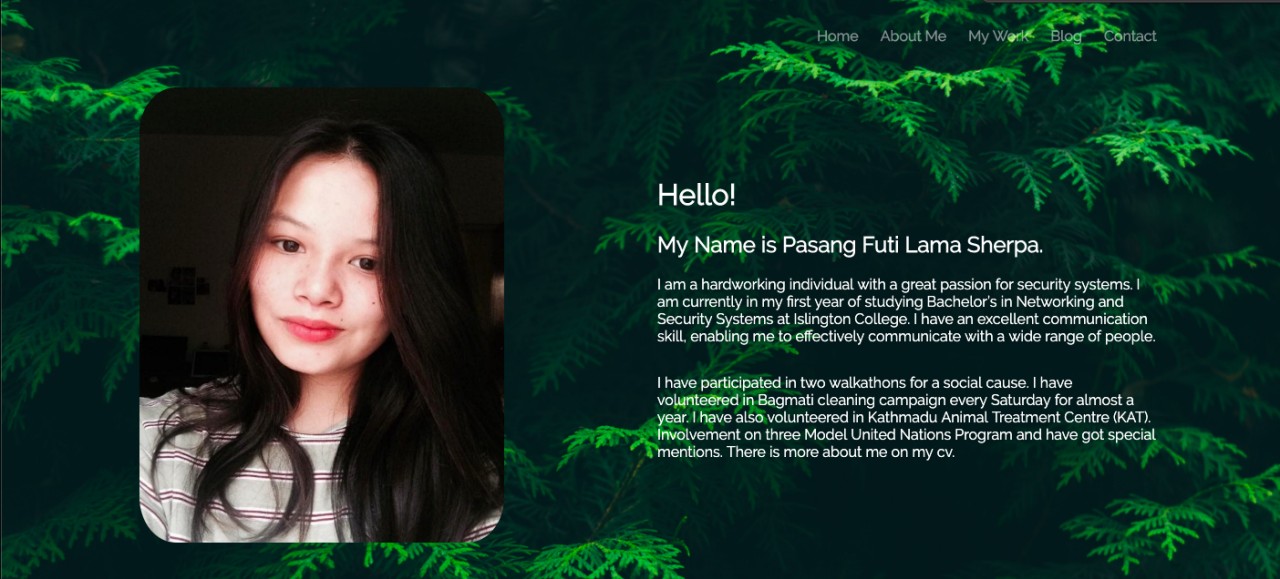 Home About Me My Work Blog Contact
Hello!
My Name is Pasang Futi Lama Sherpa.
I am a hardworking individual with a great passion for security systems. I
am currently in my first year of studying Bachelor's in Networking and
Security Systems at Islington College. I have an excellent communication
skill, enabling me to effectively communicate with a wide range of people.
I have participated in two walkathons for a social cause. I have
volunteered in Bagmati cleaning campaign every Saturday for almost a
year. I have also volunteered in Kathmadu Animal Treatment Centre (KAT).
Involvement on three Model United Nations Program and have got special
mentions. There is more about me on my cv.